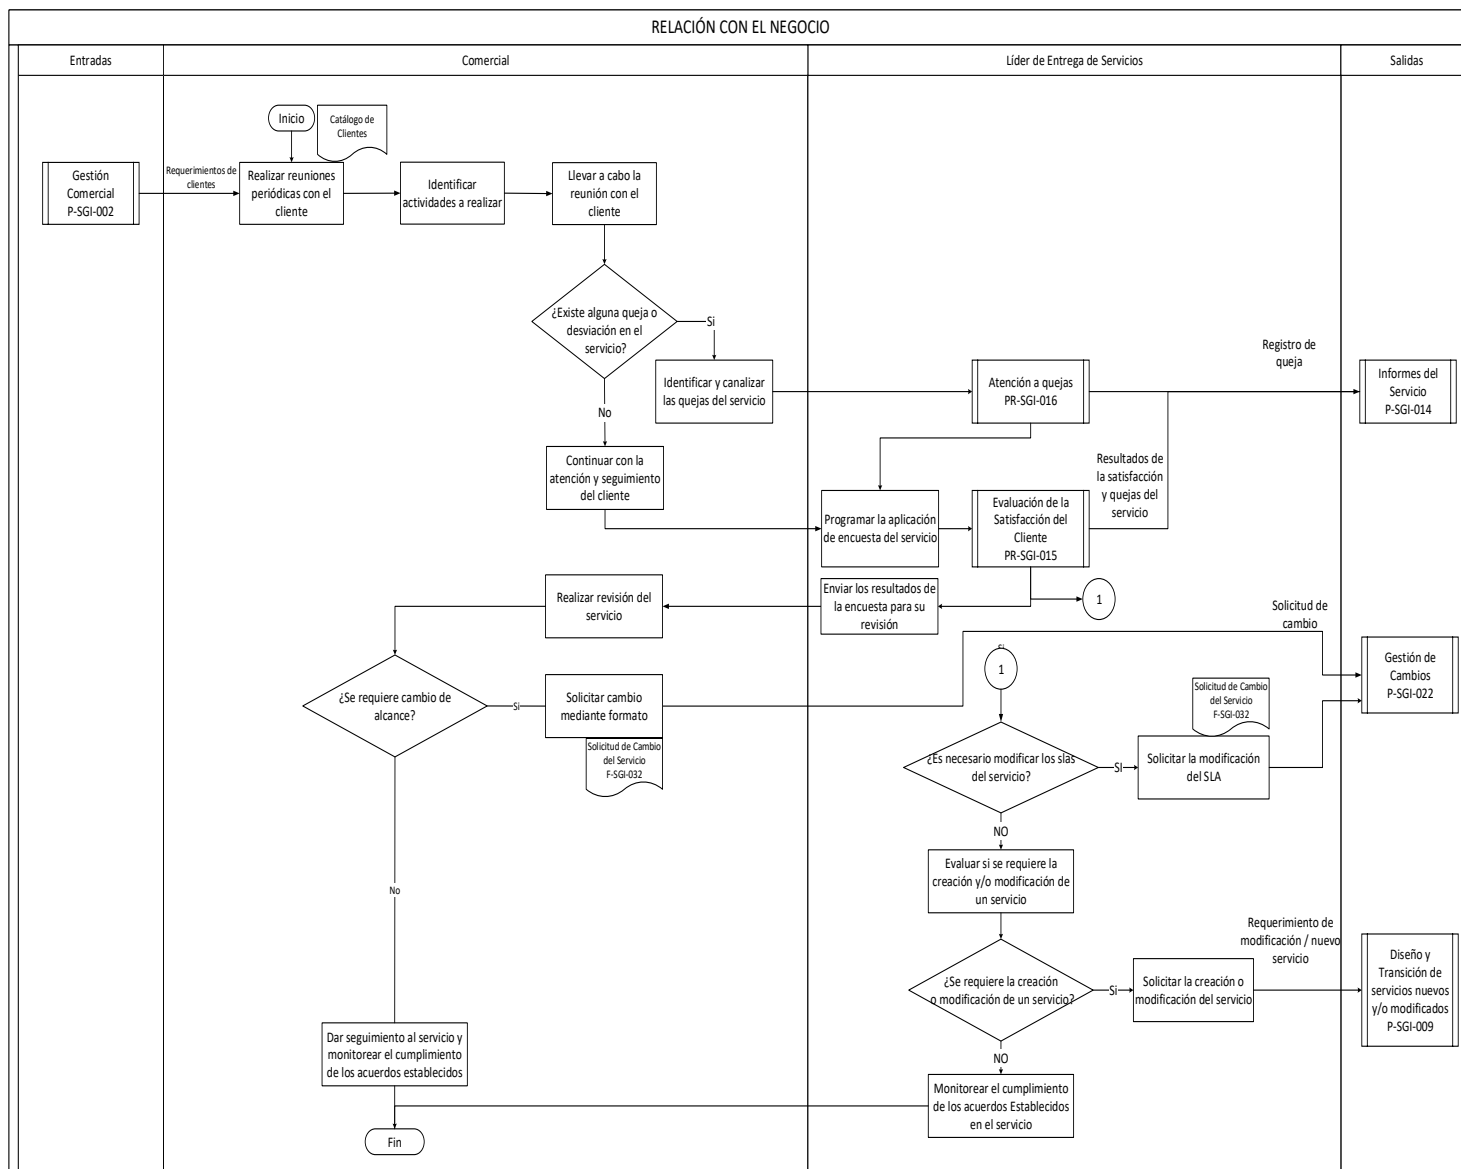 RELACIÓN CON EL NEGOCIO
Entradas
Comercial
Líder de Entrega de Servicios
Salidas
Inicio
Catálogo de
Clientes
Gestión
Comercial
P-SGI-002
Requerimientos de
clientes
Realizar reuniones
periódicas con el
cliente
Identificar
actividades a realizar
Llevar a cabo la
reunión con el
cliente
¿Existe alguna queja o
desviación en el
servicio?
Si
No
Identificar y canalizar
las quejas del servicio
Atención a quejas
PR-SGI-016
Registro de
queja
Informes del
Servicio
P-SGI-014
Continuar con la
atención y seguimiento
del cliente
Programar la aplicación
de encuesta del servicio
Evaluación de la
Satisfacción del
Cliente
PR-SGI-015
Resultados de
la satisfacción
y quejas del
servicio
1
Enviar los resultados de
la encuesta para su
revisión
Realizar revisión del
servicio
¿Se requiere cambio de
alcance?
Si
Solicitar cambio
mediante formato
Solicitud de Cambio
del Servicio
F-SGI-032
Solicitud de
cambio
Gestión de
Cambios
P-SGI-022
Si
1
¿Es necesario modificar los slas
del servicio?
SI
Solicitud de Cambio
del Servicio
F-SGI-032
Solicitar la modificación
del SLA
NO
Evaluar si se requiere la
creación y/o modificación de
un servicio
No
¿Se requiere la creación
o modificación de un servicio?
Si
Solicitar la creación o
modificación del servicio
Requerimiento de
modificación / nuevo
servicio
Diseño y
Transición de
servicios nuevos
y/o modificados
P-SGI-009
NO
Dar seguimiento al servicio y
monitorear el cumplimiento
de los acuerdos establecidos
Monitorear el cumplimiento
de los acuerdos Establecidos
en el servicio
Fin